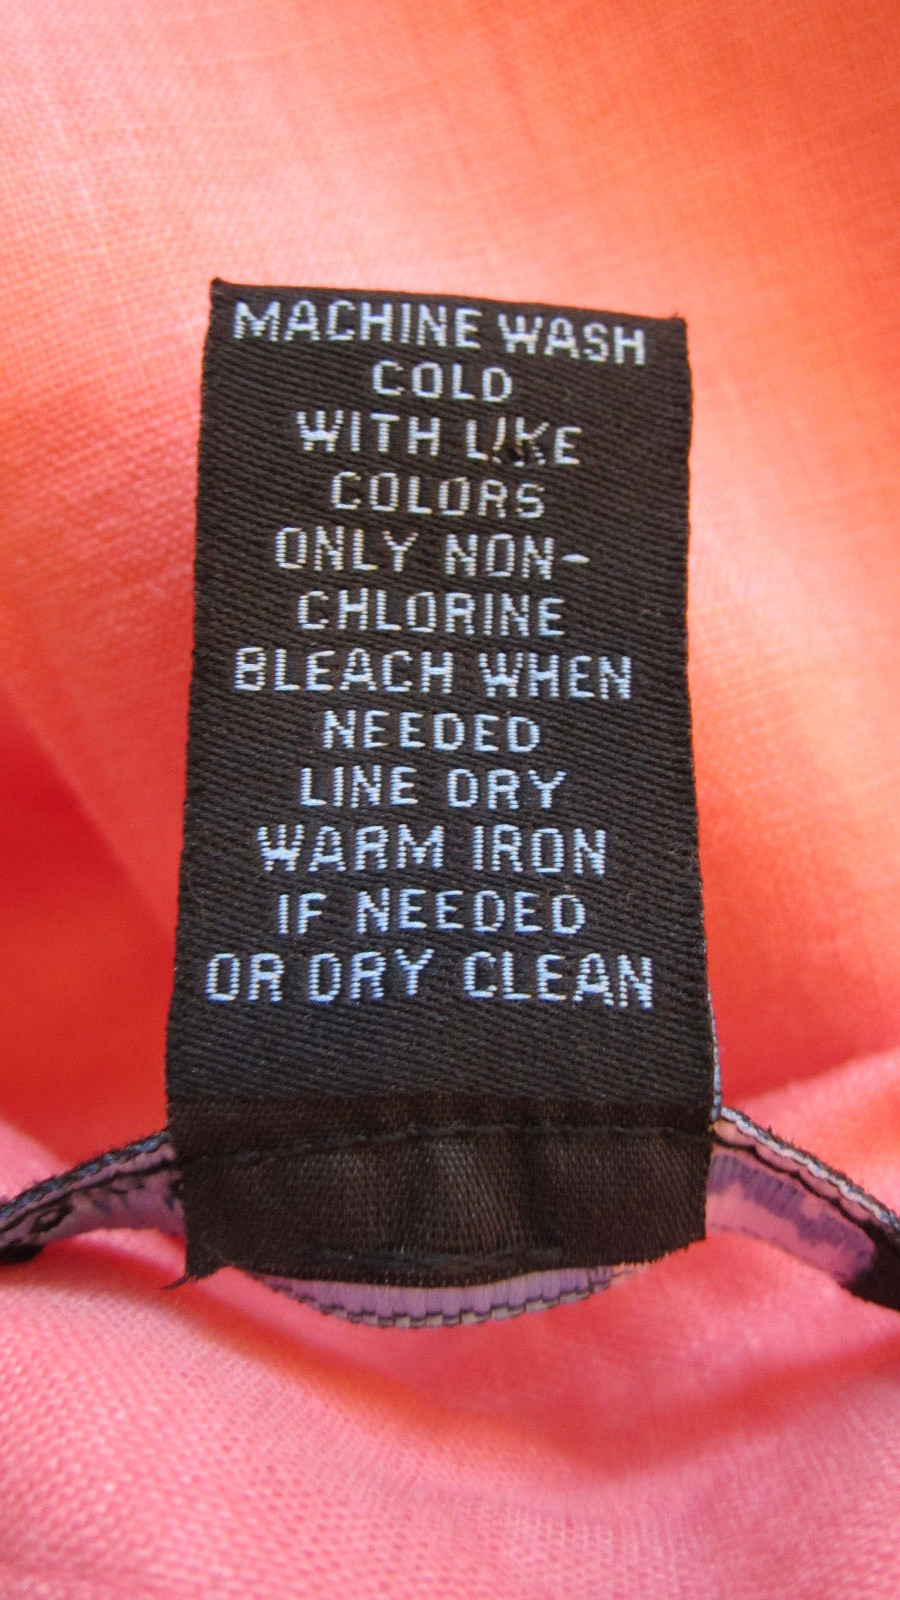 MACHINE WASH
COLD
WITH LIKE
COLORS
ONLY NON-
CHLORINE
BLEACH WHEN
NEEDED
LINE DRY
WARM IRON
IF NEEDED
OR DRY CLEAN